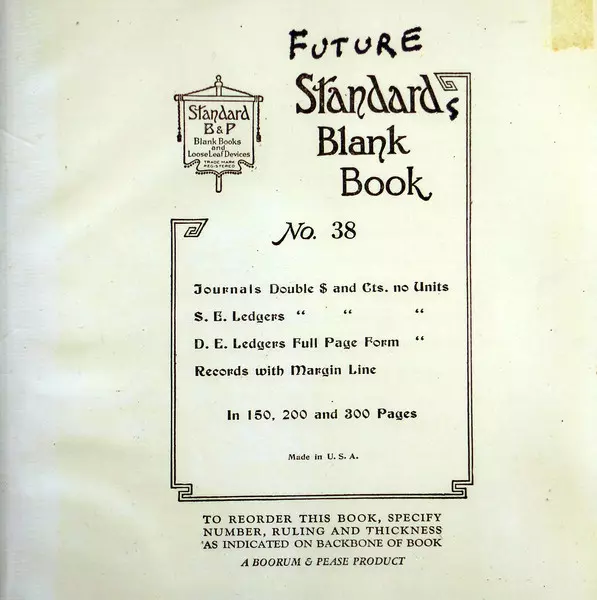 FUTURE
Standards
Blank
Book
Standard
B & P
Blank Books
and
Loose Leaf Devices
TRADE MARK
REGISTERED
No. 38
Journals Double $ and Cts. no Units
S. E. Ledgers “ “ “
D. E. Ledgers Full Page Form “
Records with Margin Line
In 150, 200 and 300 Pages
Made in U. S. A.
TO REORDER THIS BOOK, SPECIFY
NUMBER, RULING AND THICKNESS
AS INDICATED ON BACKBONE OF BOOK
A BOORUM & PEASE PRODUCT